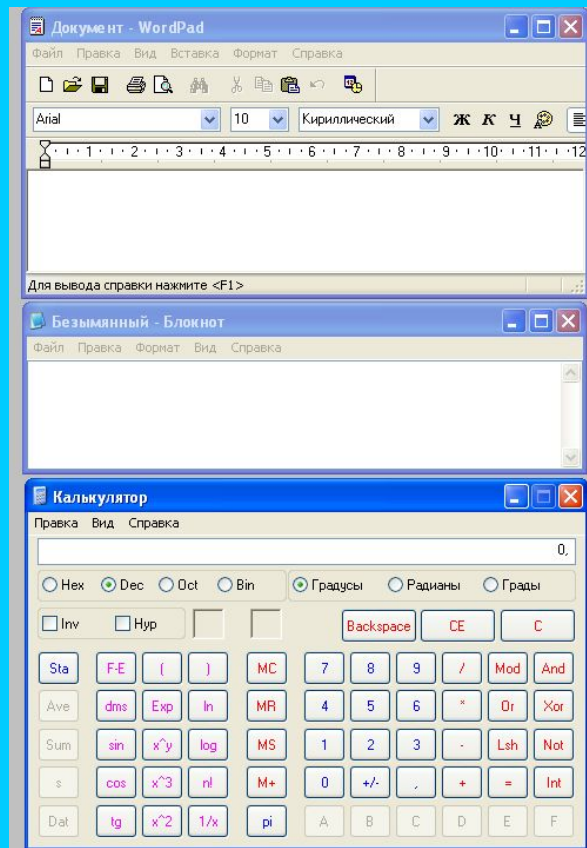 Документ - WordPad
Файл Правка Вид Вставка Формат Справка
Arial 10 Кириллический Ж К Ч
1 2 3 4 5 6 7 8 9 10 11 12
Для вывода справки нажмите <F1>
Безымянный - Блокнот
Файл Правка Формат Вид Справка
Калькулятор
Правка Вид Справка
0,
Hex Dec Oct Bin Градусы Радианы Грады
Inv Hyp Backspace CE C
Sta F-E ( ) MC 7 8 9 / Mod And
Ave dms Exp ln MR 4 5 6 * Or Xor
Sum sin x^y log MS 1 2 3 - Lsh Not
s cos x^3 n! M+ 0 +/- , + = Int
Dat tg x^2 1/x pi A B C D E F